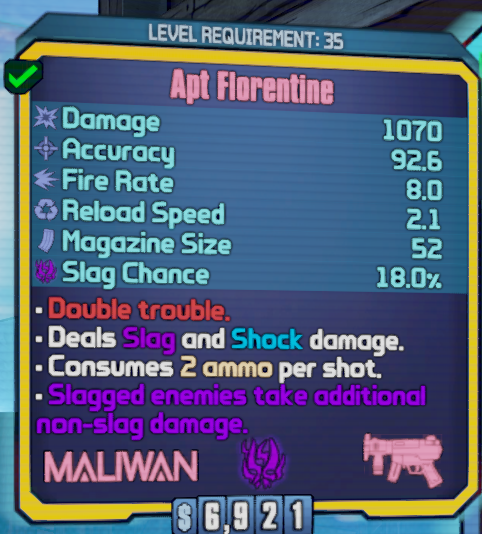 LEVEL REQUIREMENT: 35
Apt Florentine
Damage 1070
Accuracy 92.6
Fire Rate 8.0
Reload Speed 2.1
Magazine Size 52
Slag Chance 18.0%
• Double trouble.
• Deals Slag and Shock damage.
• Consumes 2 ammo per shot.
• Slagged enemies take additional
non-slag damage.
MALIWAN
$ 6,921